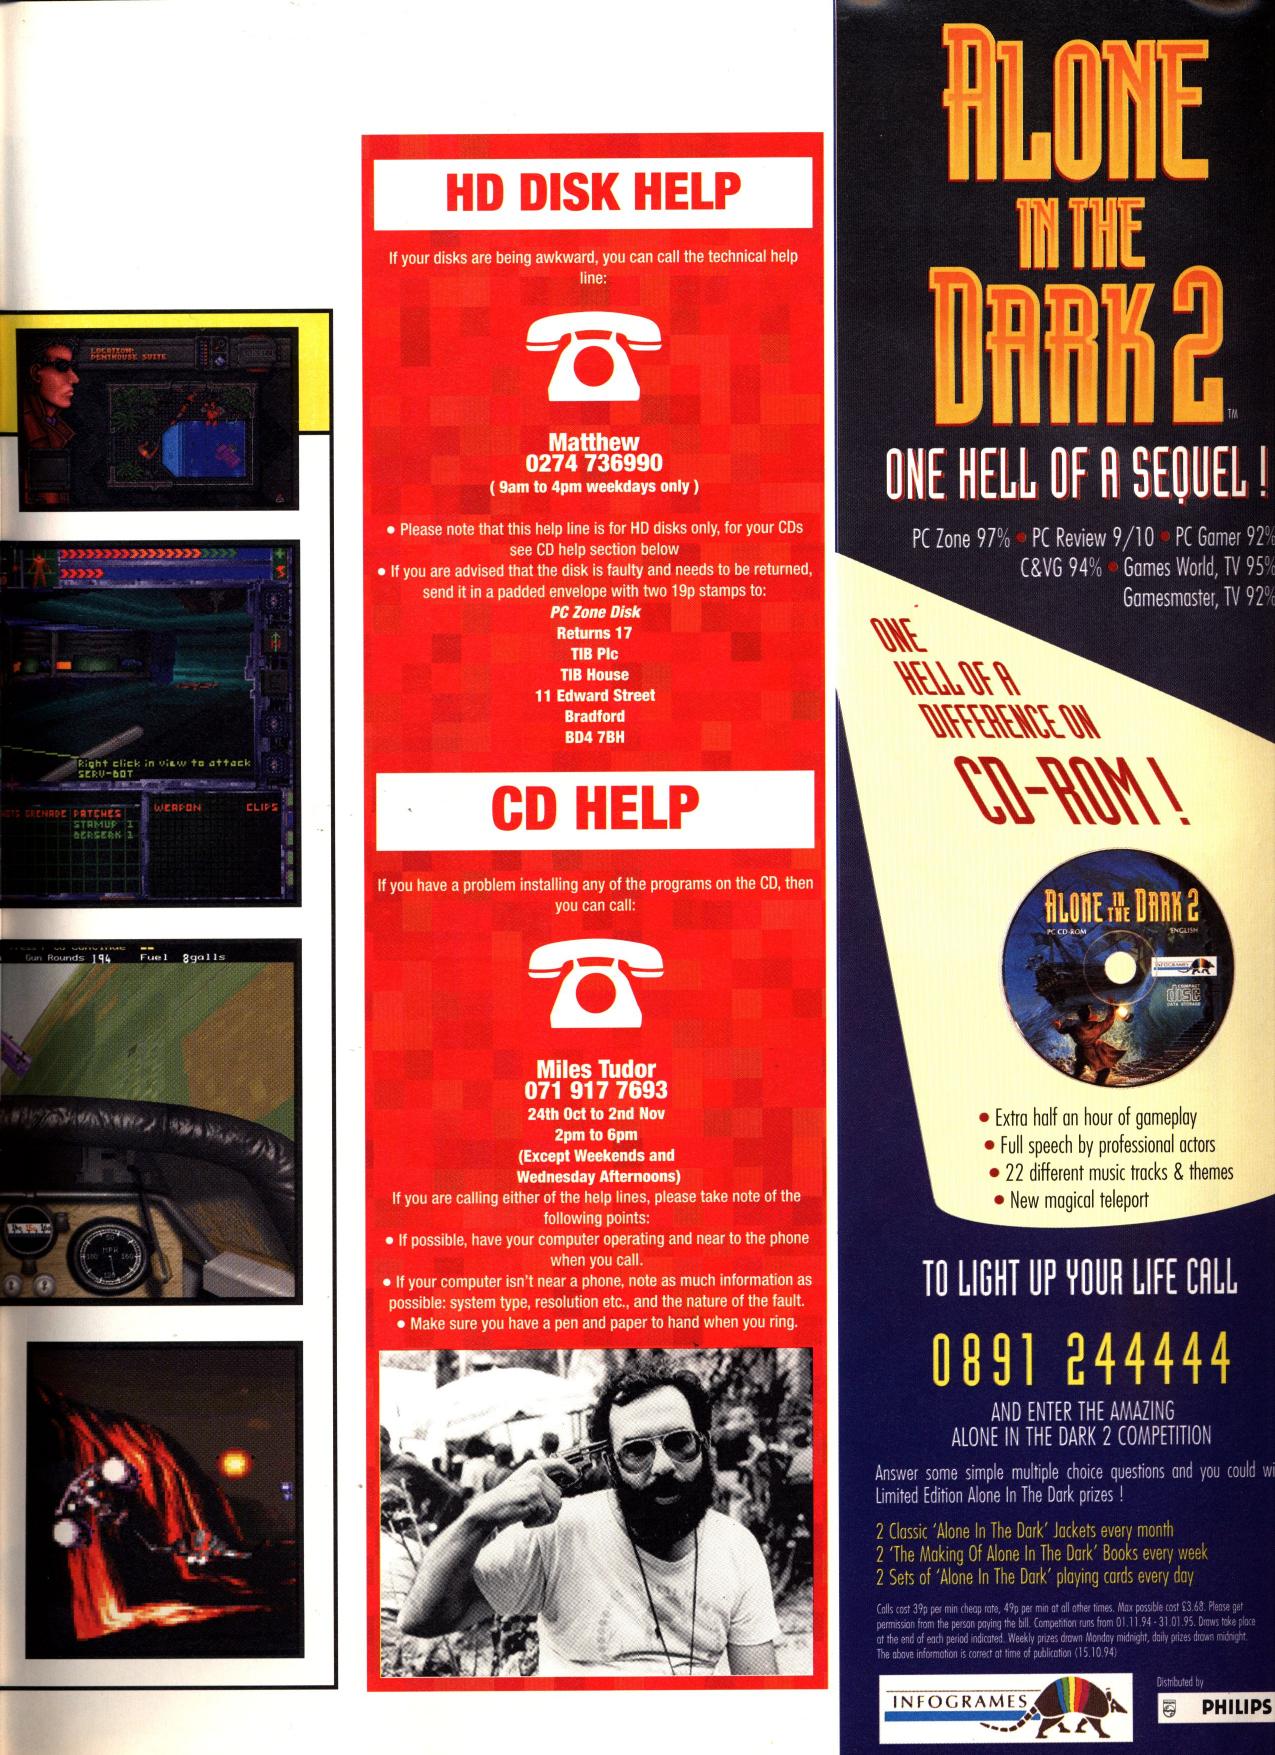 LOCATION:
PENTHOUSE SUITE
Right click in view to attack
SERV-BOT
GRENADE PATCHES
STAMUP 1
BERSERK 1
WEAPON CLIPS
Gun Rounds 194 Fuel 8galls
MPH
HD DISK HELP
If your disks are being awkward, you can call the technical help
line:
Matthew
0274 736990
( 9am to 4pm weekdays only )
• Please note that this help line is for HD disks only, for your CDs
see CD help section below
• If you are advised that the disk is faulty and needs to be returned,
send it in a padded envelope with two 19p stamps to:
PC Zone Disk
Returns 17
TIB Plc
TIB House
11 Edward Street
Bradford
BD4 7BH
CD HELP
If you have a problem installing any of the programs on the CD, then
you can call:
Miles Tudor
071 917 7693
24th Oct to 2nd Nov
2pm to 6pm
(Except Weekends and
Wednesday Afternoons)
If you are calling either of the help lines, please take note of the
following points:
• If possible, have your computer operating and near to the phone
when you call.
• If your computer isn't near a phone, note as much information as
possible: system type, resolution etc., and the nature of the fault.
• Make sure you have a pen and paper to hand when you ring.
ALONE
IN THE
DARK 2
TM
ONE HELL OF A SEQUEL !
PC Zone 97% • PC Review 9/10 • PC Gamer 92%
C&VG 94% • Games World, TV 95%
Gamesmaster, TV 92%
ONE
HELL OF A
DIFFERENCE ON
CD-ROM !
ALONE IN THE DARK 2
PC CD-ROM ENGLISH
INFOGRAMES
COMPACT
disc
DATA STORAGE
• Extra half an hour of gameplay
• Full speech by professional actors
• 22 different music tracks & themes
• New magical teleport
TO LIGHT UP YOUR LIFE CALL
0891 244444
AND ENTER THE AMAZING
ALONE IN THE DARK 2 COMPETITION
Answer some simple multiple choice questions and you could wi
Limited Edition Alone In The Dark prizes !
2 Classic 'Alone In The Dark' Jackets every month
2 'The Making Of Alone In The Dark' Books every week
2 Sets of 'Alone In The Dark' playing cards every day
Calls cost 39p per min cheap rate, 49p per min at all other times. Max possible cost £3.68. Please get
permission from the person paying the bill. Competition runs from 01.11.94 - 31.01.95. Draws take place
at the end of each period indicated. Weekly prizes drawn Monday midnight, daily prizes drawn midnight.
The above information is correct at time of publication (15.10.94)
INFOGRAMES
Distributed by
PHILIPS